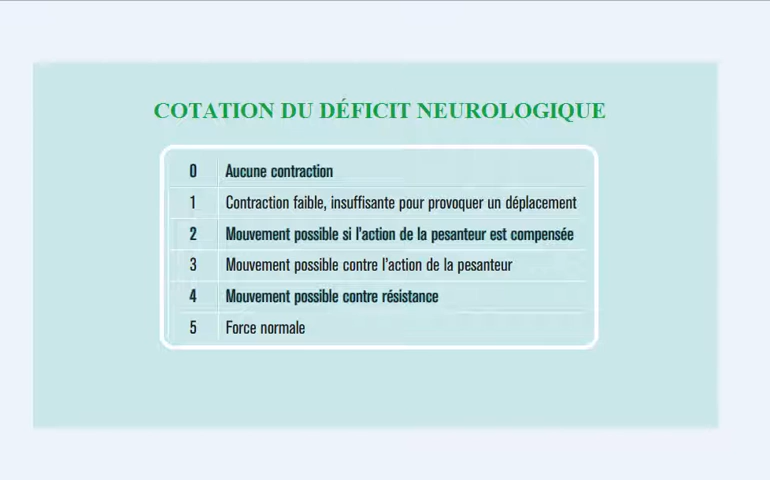 COTATION DU DÉFICIT NEUROLOGIQUE
0 Aucune contraction
1 Contraction faible, insuffisante pour provoquer un déplacement
2 Mouvement possible si l'action de la pesanteur est compensée
3 Mouvement possible contre l'action de la pesanteur
4 Mouvement possible contre résistance
5 Force normale